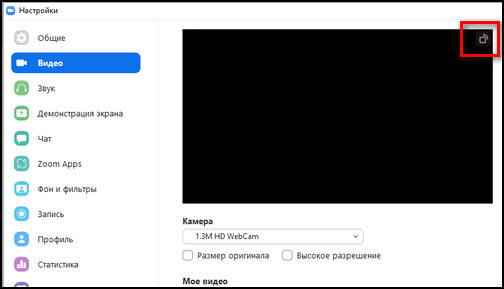 Настройки
Общие
Видео
Звук
Демонстрация экрана
Чат
Zoom Apps
Фон и фильтры
Запись
Профиль
Статистика
Камера
1.3M HD WebCam
Размер оригинала
Высокое разрешение
Мое видео